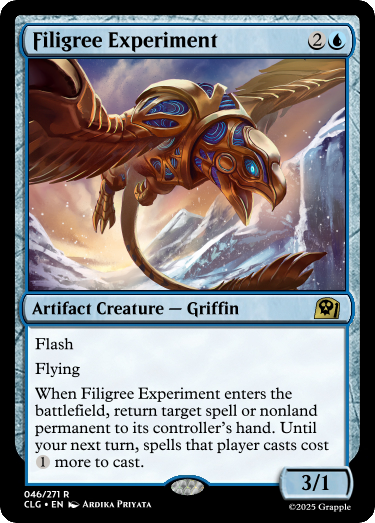 Filigree Experiment 2
Artifact Creature — Griffin
Flash
Flying
When Filigree Experiment enters the
battlefield, return target spell or nonland
permanent to its controller's hand. Until
your next turn, spells that player casts cost
1 more to cast.
3/1
046/271 R
CLG • EN Ardika Priyata
©2025 Grapple